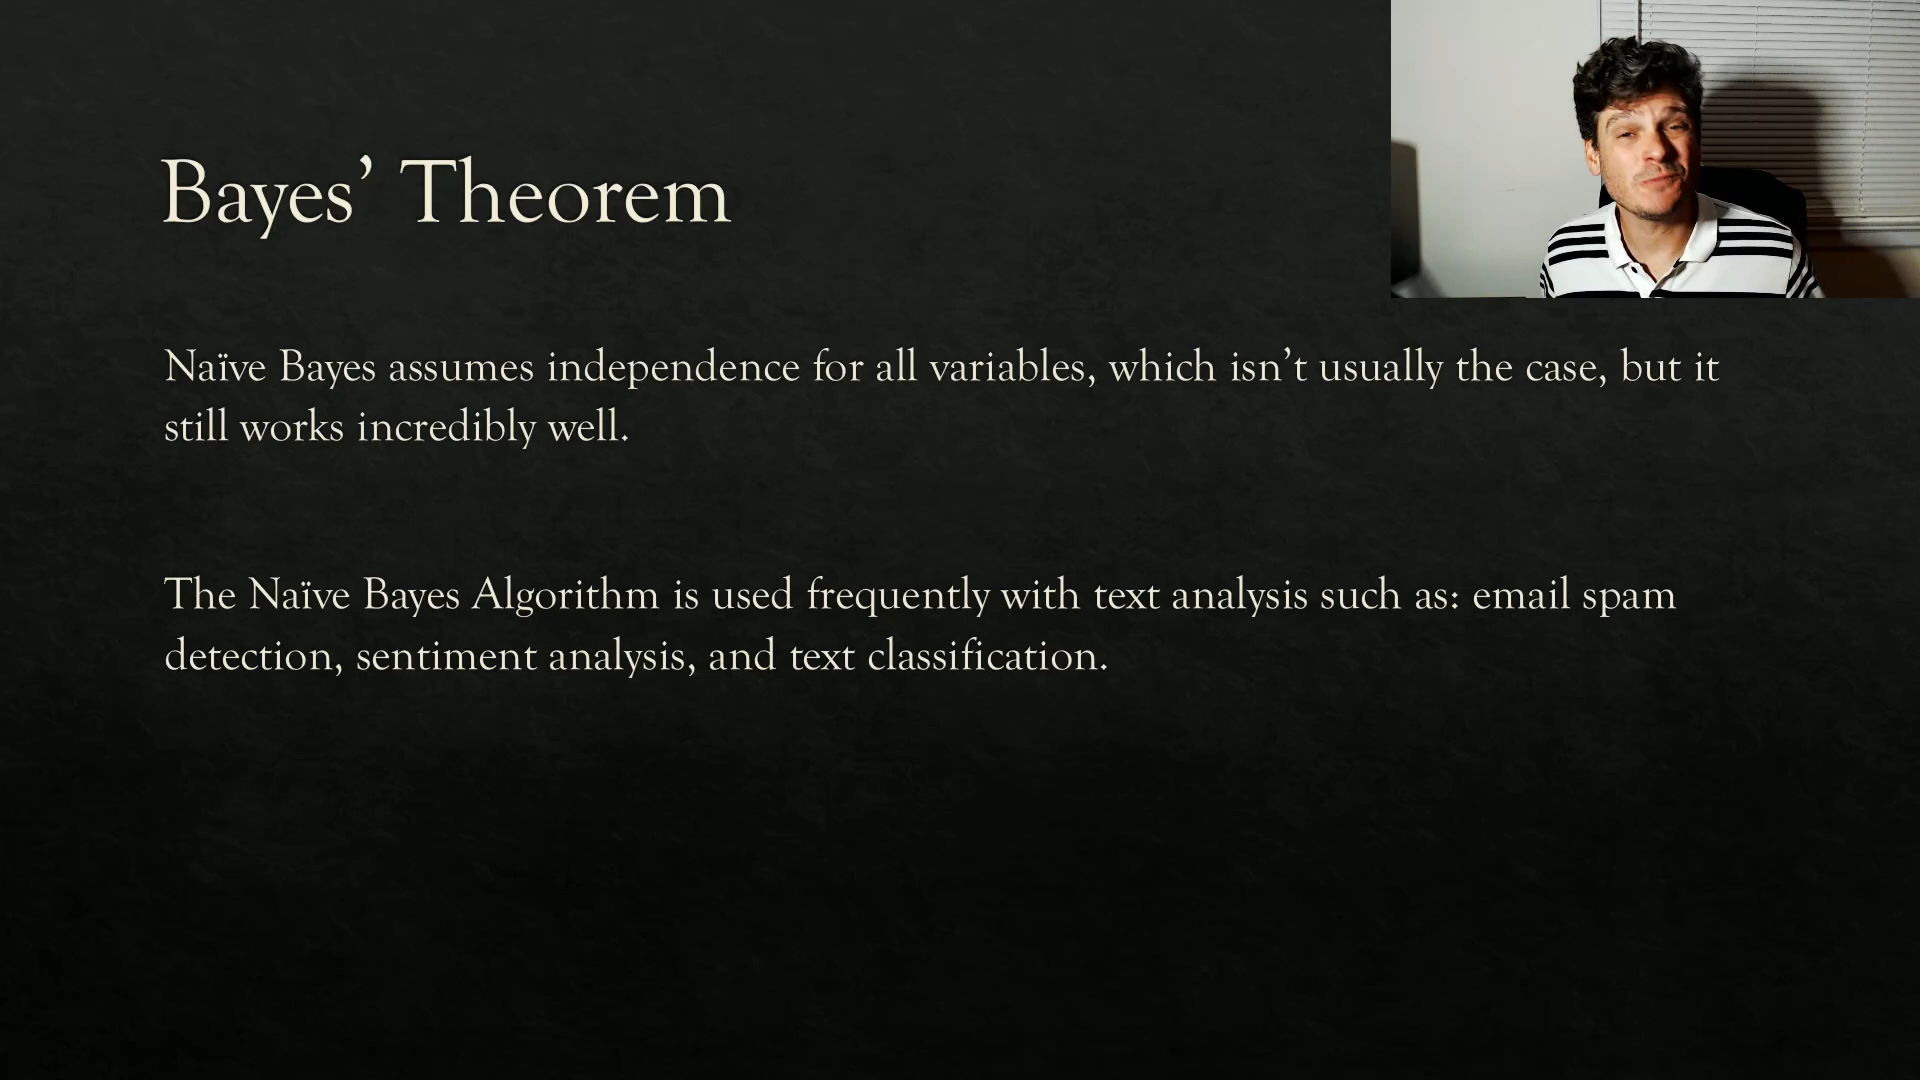 Bayes’ Theorem
Naïve Bayes assumes independence for all variables, which isn’t usually the case, but it
still works incredibly well.
The Naïve Bayes Algorithm is used frequently with text analysis such as: email spam
detection, sentiment analysis, and text classification.